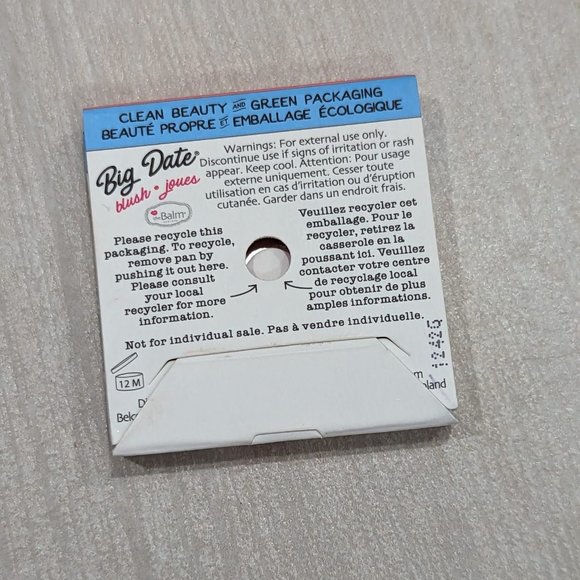 CLEAN BEAUTY AND GREEN PACKAGING
BEAUTÉ PROPRE ET EMBALLAGE ÉCOLOGIQUE
Big Date®
blush • joues
theBalm®
Warnings: For external use only.
Discontinue use if signs of irritation or rash
appear. Keep cool. Attention: Pour usage
externe uniquement. Cesser toute
utilisation en cas d'irritation ou d'éruption
cutanée. Garder dans un endroit frais.
Please recycle this
packaging. To recycle,
remove pan by
pushing it out here.
Please consult
your local
recycler for more
information.
Veuillez recycler cet
emballage. Pour le
recycler, retirez la
casserole en la
poussant ici. Veuillez
contacter votre centre
de recyclage local
pour obtenir de plus
amples informations.
Not for individual sale. Pas à vendre individuelle.
12 M
12425